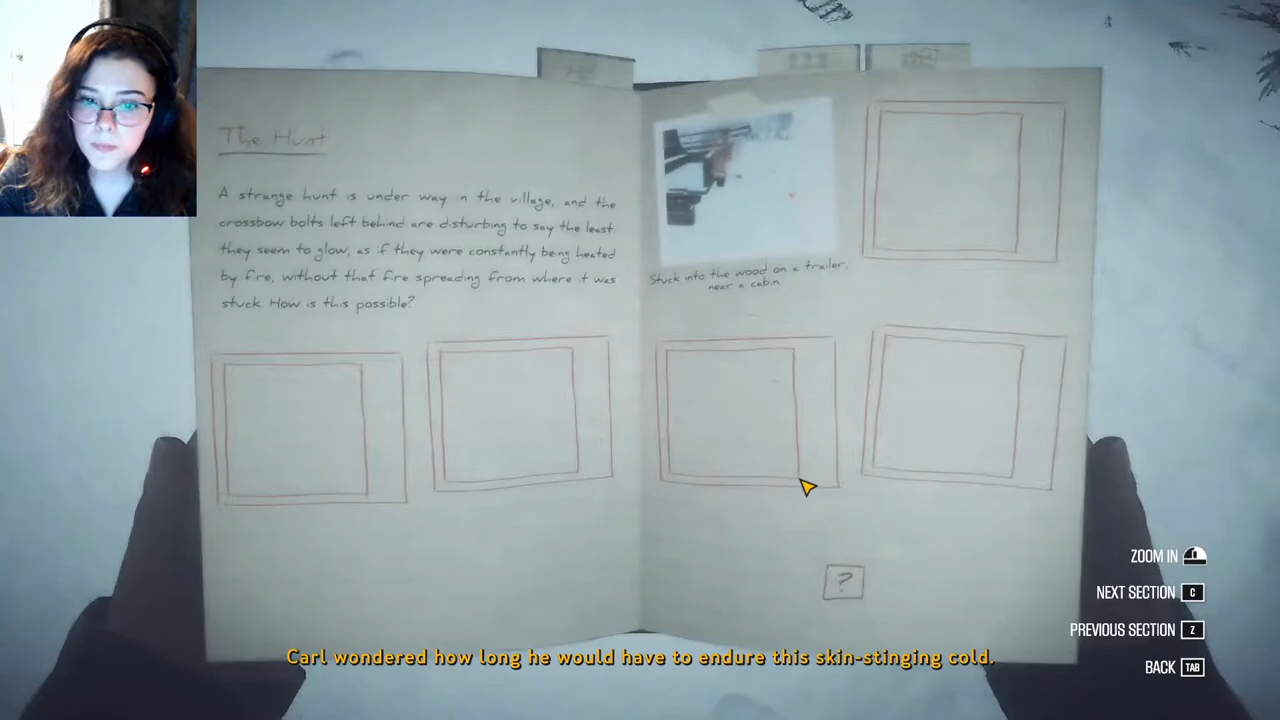 The Hunt
A strange hunt is under way in the village, and the
crossbow bolts left behind are disturbing to say the least.
they seem to glow, as if they were constantly being heated
by fire, without that fire spreading from where it was
stuck. How is this possible?
Stuck into the wood on a trailer,
near a cabin
?
ZOOM IN
NEXT SECTION C
PREVIOUS SECTION Z
BACK TAB
Carl wondered how long he would have to endure this skin-stinging cold.